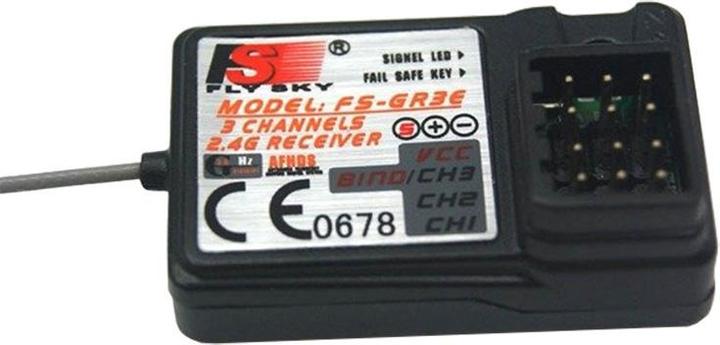 FS®
FLY SKY
SIGNEL LED ▶
FAIL SAFE KEY ▶
MODEL: FS-GR3E
3 CHANNELS
2.4G RECEIVER
S + −
Hz AFHDS
VCC
BIND/CH3
CH2
CH1
CE0678